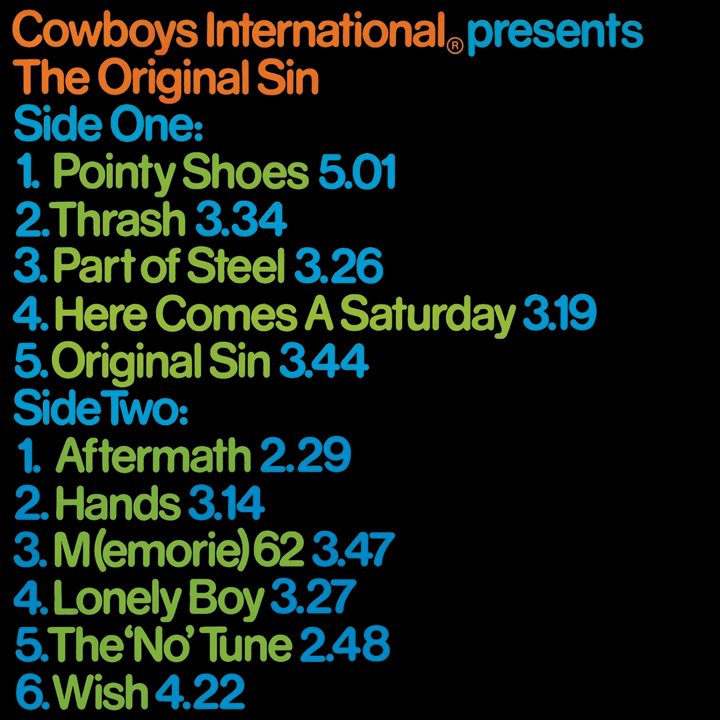 Cowboys International® presents
The Original Sin
Side One:
1. Pointy Shoes 5.01
2. Thrash 3.34
3. Part of Steel 3.26
4. Here Comes A Saturday 3.19
5. Original Sin 3.44
Side Two:
1. Aftermath 2.29
2. Hands 3.14
3. M(emorie) 62 3.47
4. Lonely Boy 3.27
5. The ‘No’ Tune 2.48
6. Wish 4.22